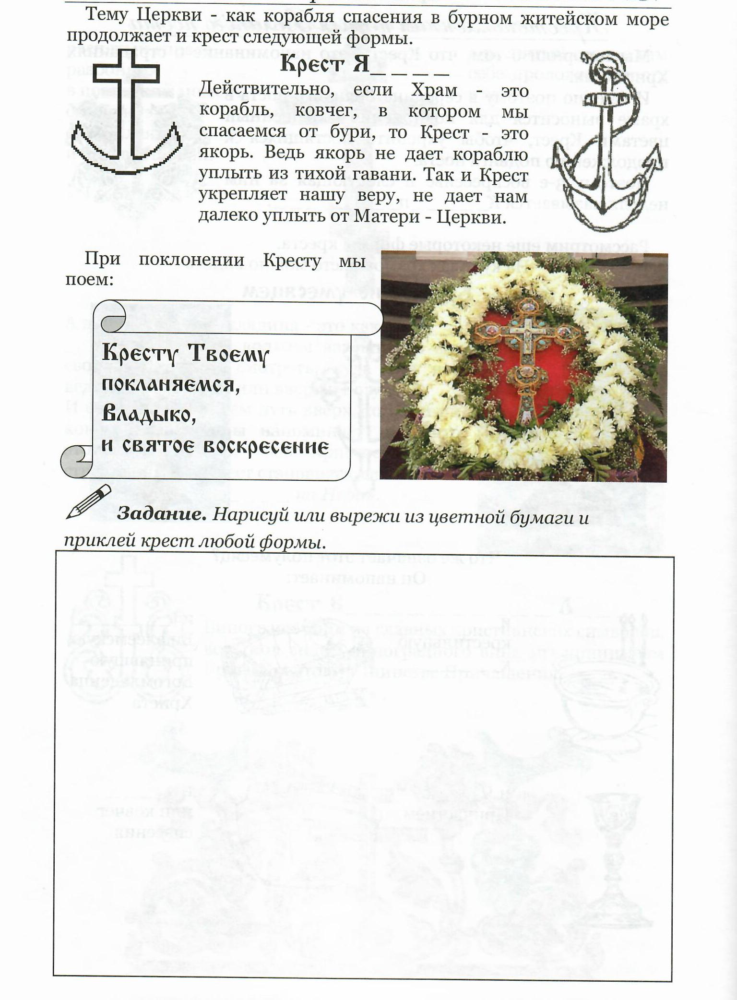 Тему Церкви - как корабля спасения в бурном житейском море
продолжает и крест следующей формы.
Крест Я_ _ _ _
Действительно, если Храм - это
корабль, ковчег, в котором мы
спасаемся от бури, то Крест - это
якорь. Ведь якорь не дает кораблю
уплыть из тихой гавани. Так и Крест
укрепляет нашу веру, не дает нам
далеко уплыть от Матери - Церкви.
При поклонении Кресту мы
поем:
Кресту Твоему
покланяемся,
Владыко,
и святое воскресение
Задание. Нарисуй или вырежи из цветной бумаги и
приклей крест любой формы.